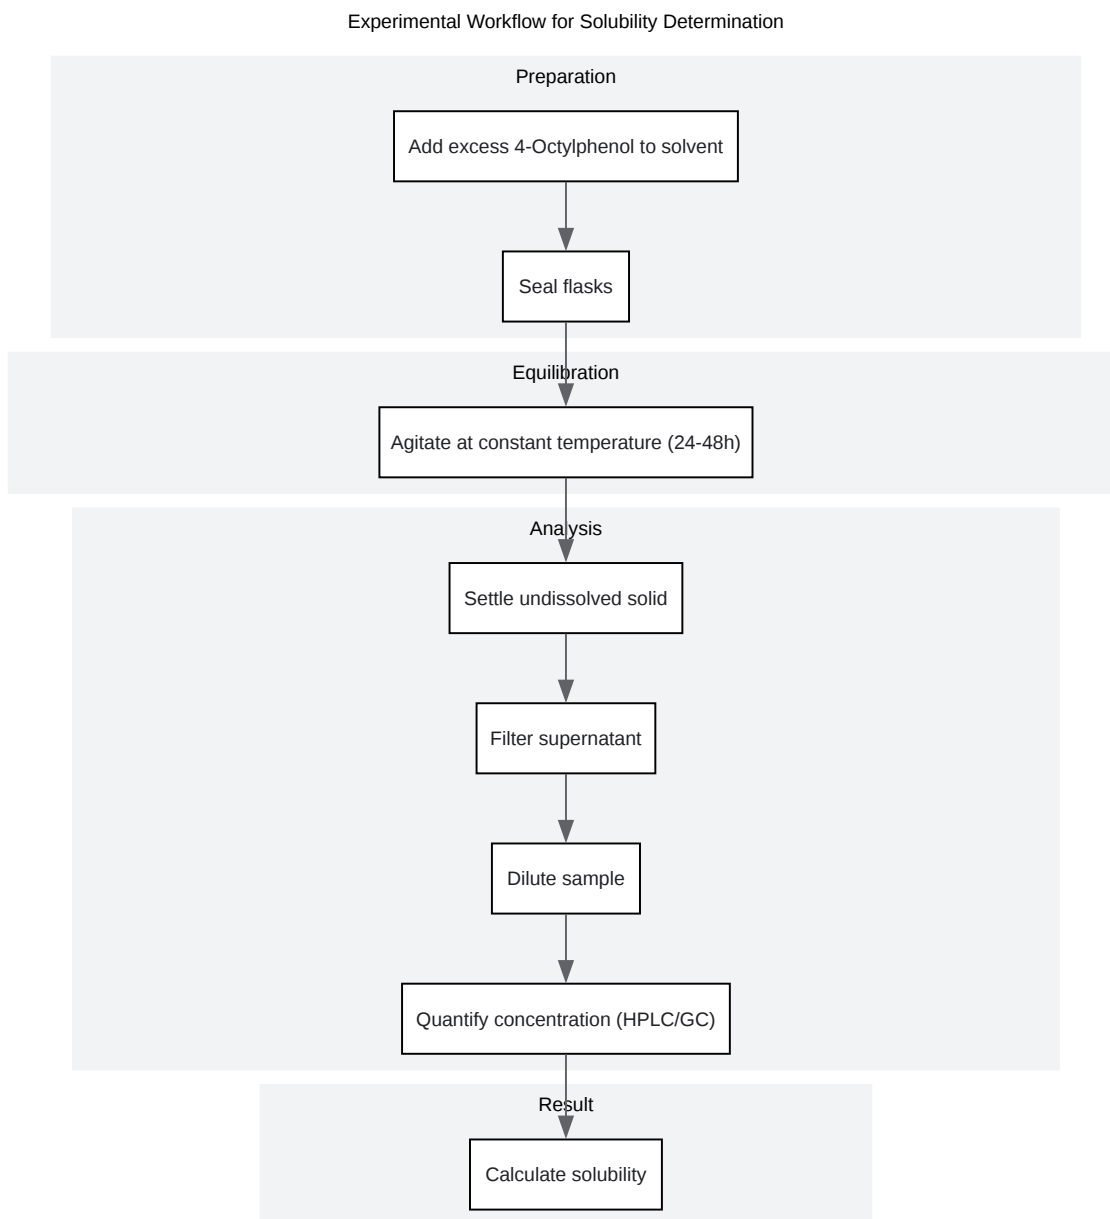 Experimental Workflow for Solubility Determination
Preparation
Add excess 4-Octylphenol to solvent
Seal flasks
Equilibration
Agitate at constant temperature (24-48h)
Analysis
Settle undissolved solid
Filter supernatant
Dilute sample
Quantify concentration (HPLC/GC)
Result
Calculate solubility